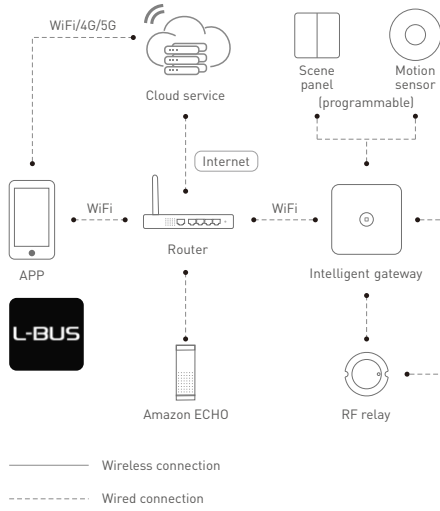 WiFi/4G/5G
Cloud service
Scene
panel
Motion
sensor
(programmable)
Internet
WiFi
WiFi
Router
APP
Intelligent gateway
L-BUS
Amazon ECHO
RF relay
Wireless connection
Wired connection